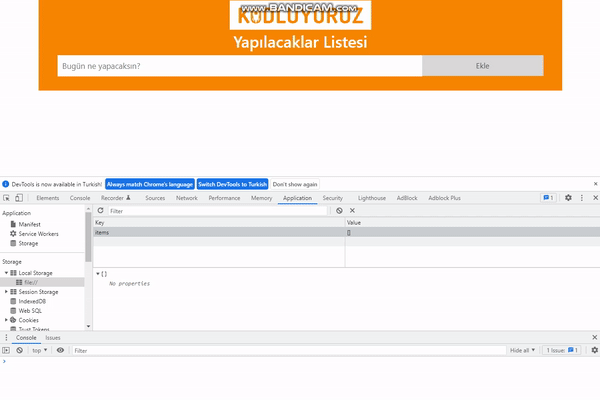 www.BANDICAM.com
KODLUYORUZ
Yapılacaklar Listesi
Bugün ne yapacaksın?
Ekle
DevTools is now available in Turkish!
Always match Chrome's language
Switch DevTools to Turkish
Don't show again
Elements
Console
Recorder
Sources
Network
Performance
Memory
Application
Security
Lighthouse
AdBlock
Adblock Plus
1
Application
Manifest
Service Workers
Storage
Storage
Local Storage
file://
Session Storage
IndexedDB
Web SQL
Cookies
Trust Tokens
Filter
Key
Value
items
[]
[]
No properties
Console
Issues
top
Filter
Hide all
1 Issue:
1